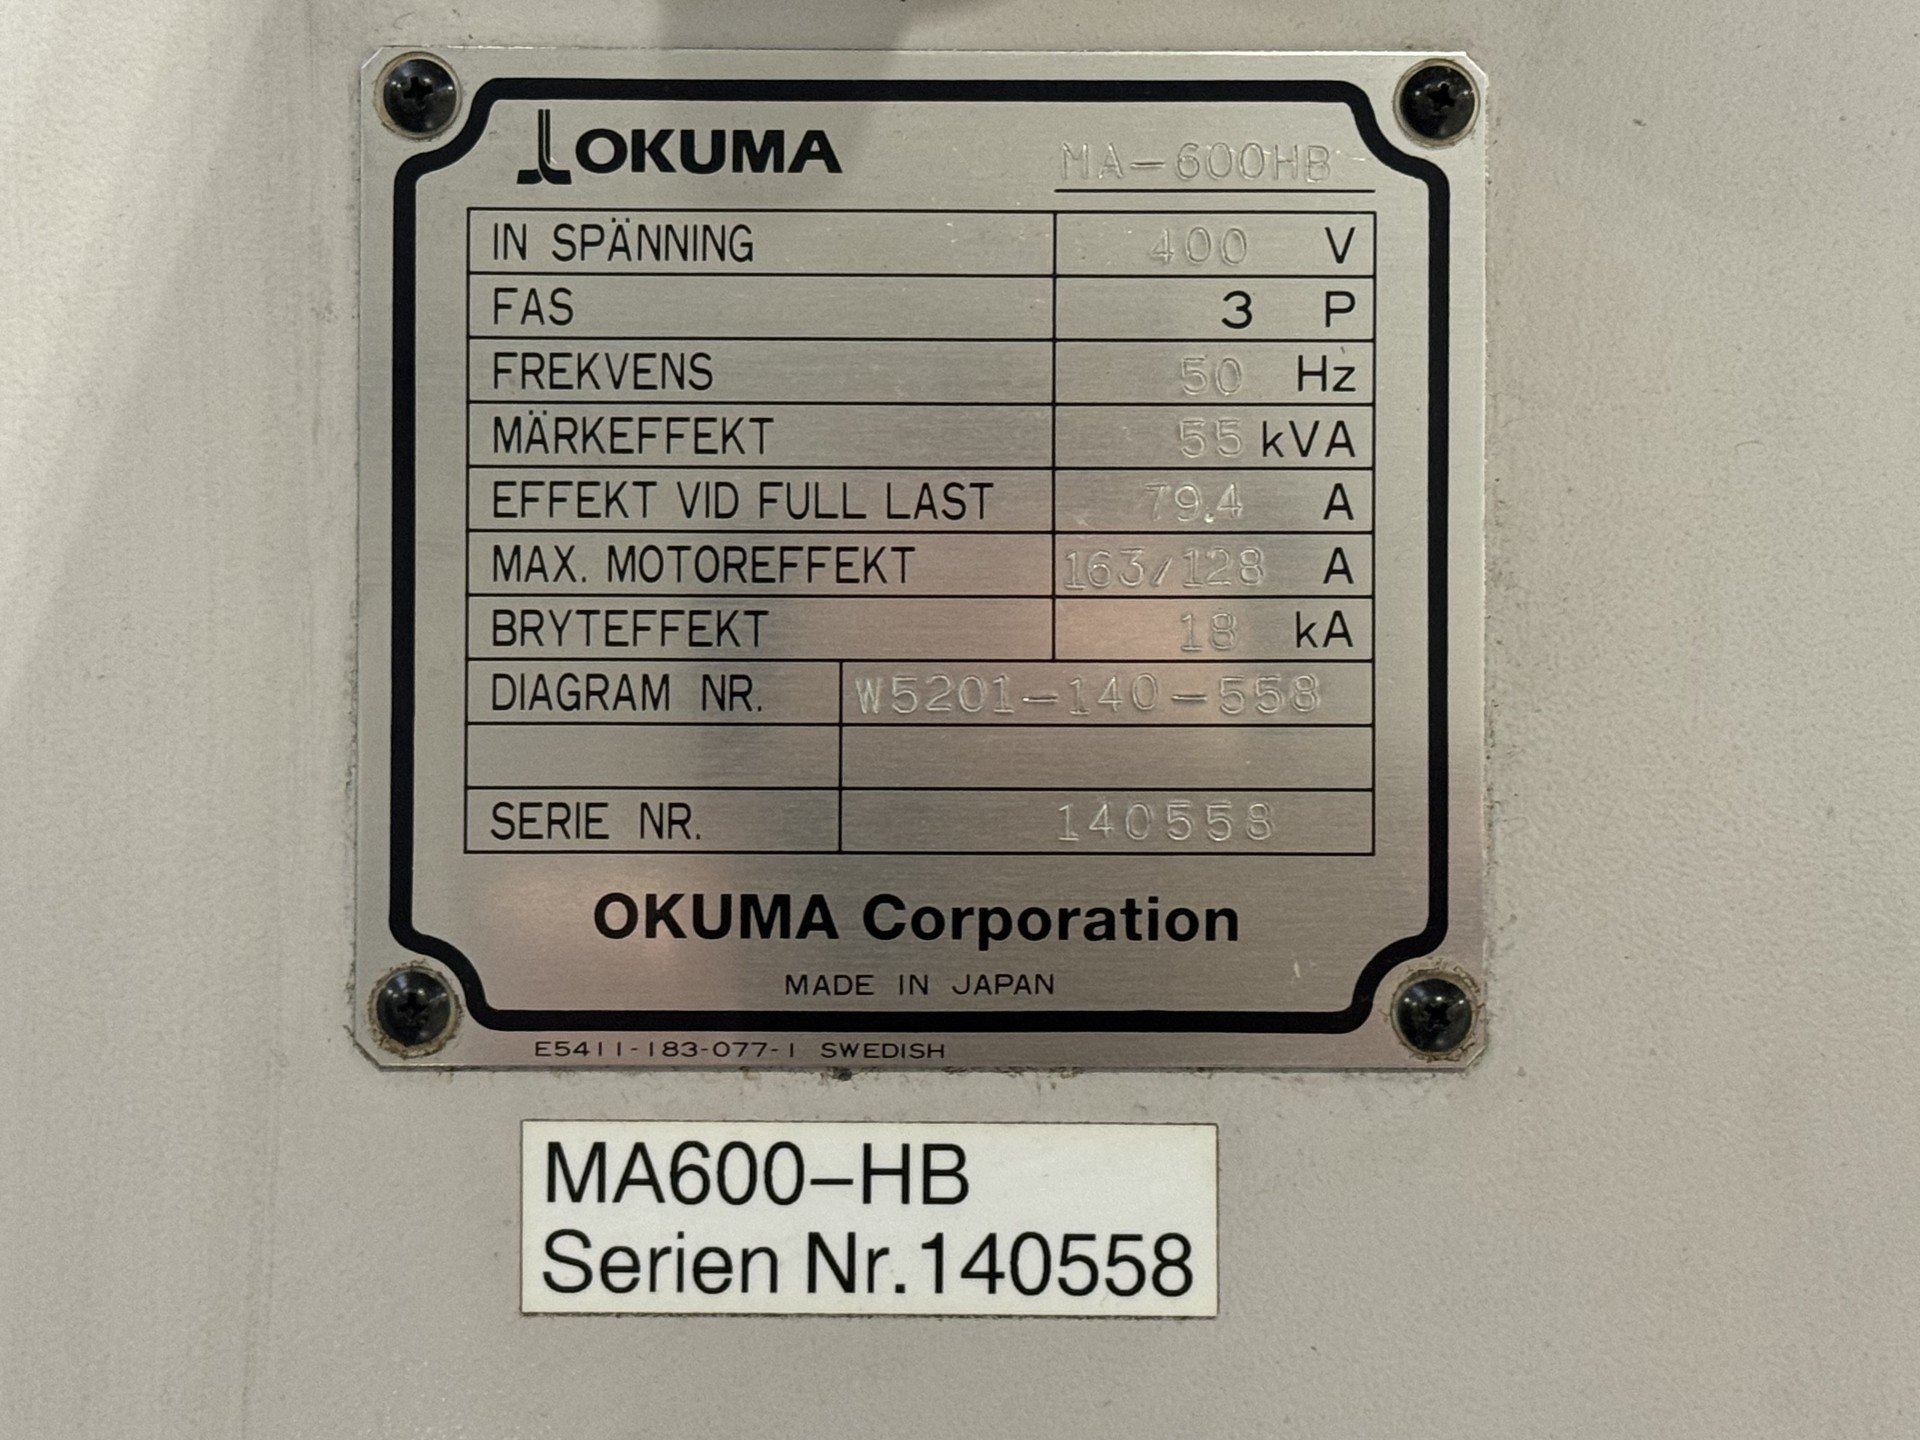 OKUMA MA-600HB
IN SPÄNNING 400 V
FAS 3 P
FREKVENS 50 Hz
MÄRKEFFEKT 55 kVA
EFFEKT VID FULL LAST 79.4 A
MAX. MOTOREFFEKT 163/128 A
BRYTEFFEKT 18 kA
DIAGRAM NR. W5201-140-558
SERIE NR. 140558
OKUMA Corporation
MADE IN JAPAN
E5411-183-077-1 SWEDISH
MA600-HB
Serien Nr.140558